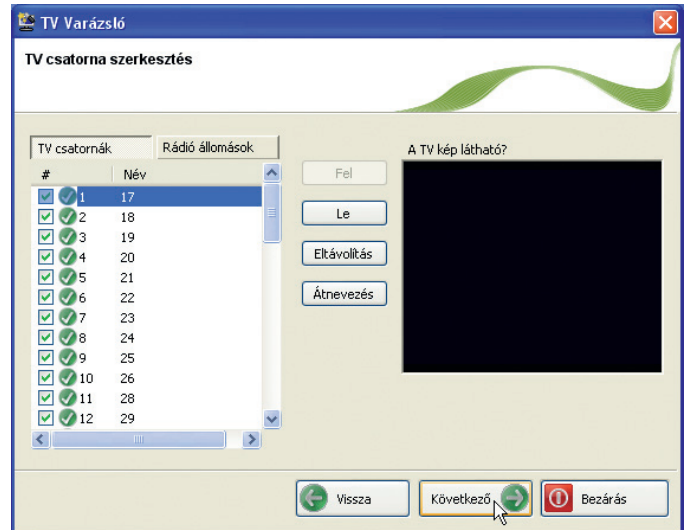 TV Varázsló
TV csatorna szerkesztés
TV csatornák
Rádió állomások
# Név
1 17
2 18
3 19
4 20
5 21
6 22
7 23
8 24
9 25
10 26
11 28
12 29
Fel
Le
Eltávolítás
Átnevezés
A TV kép látható?
Vissza
Következő
Bezárás